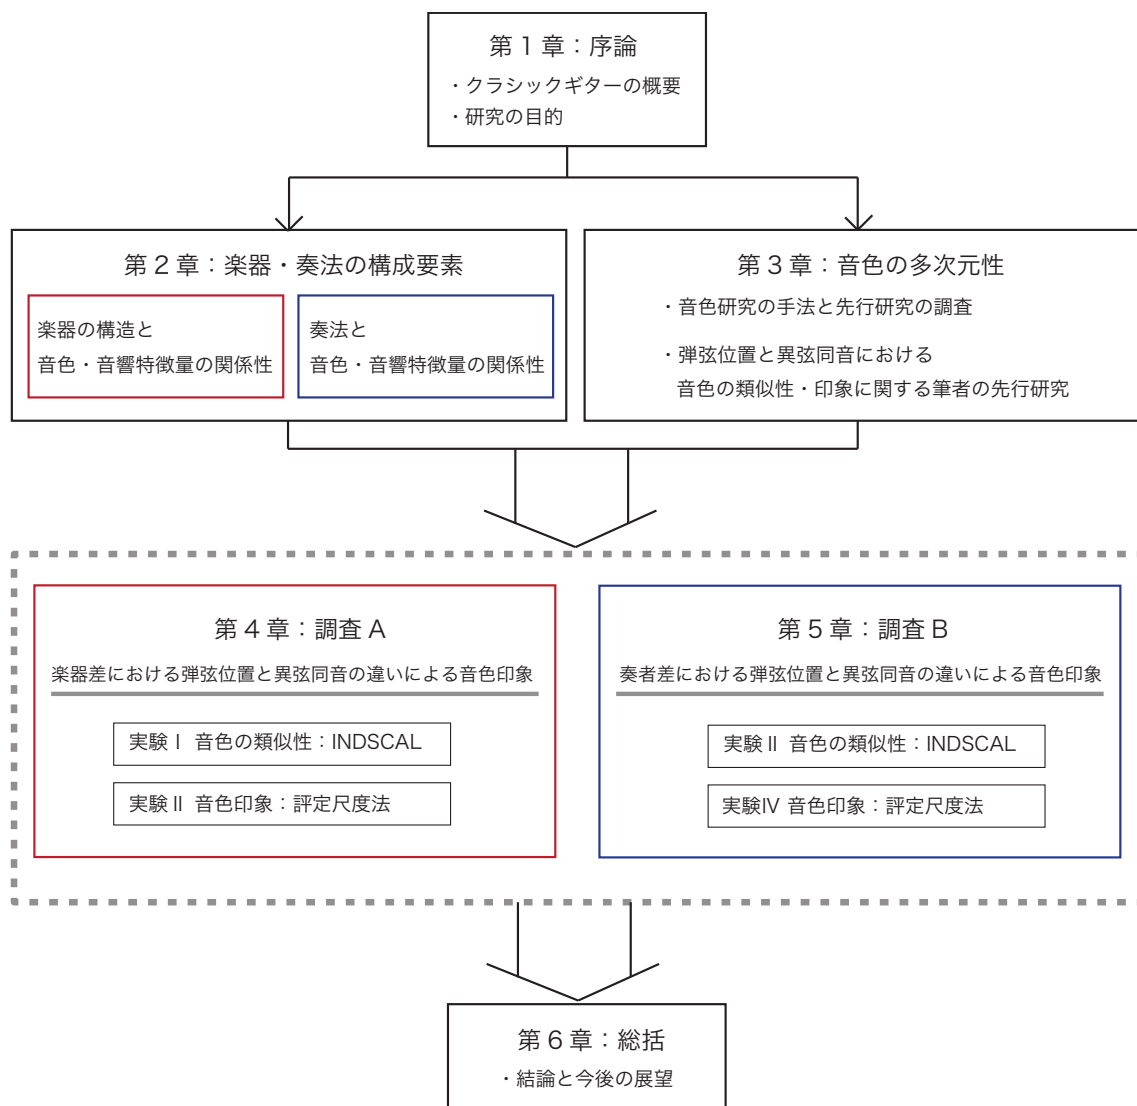 第1章：序論
・クラシックギターの概要
・研究の目的
第2章：楽器・奏法の構成要素
楽器の構造と
音色・音響特徴量の関係性
奏法と
音色・音響特徴量の関係性
第3章：音色の多次元性
・音色研究の手法と先行研究の調査
・弾弦位置と異弦同音における
音色の類似性・印象に関する筆者の先行研究
第4章：調査A
楽器差における弾弦位置と異弦同音の違いによる音色印象
実験Ⅰ 音色の類似性：INDSCAL
実験Ⅱ 音色印象：評定尺度法
第5章：調査B
奏者差における弾弦位置と異弦同音の違いによる音色印象
実験Ⅱ 音色の類似性：INDSCAL
実験Ⅳ 音色印象：評定尺度法
第6章：総括
・結論と今後の展望